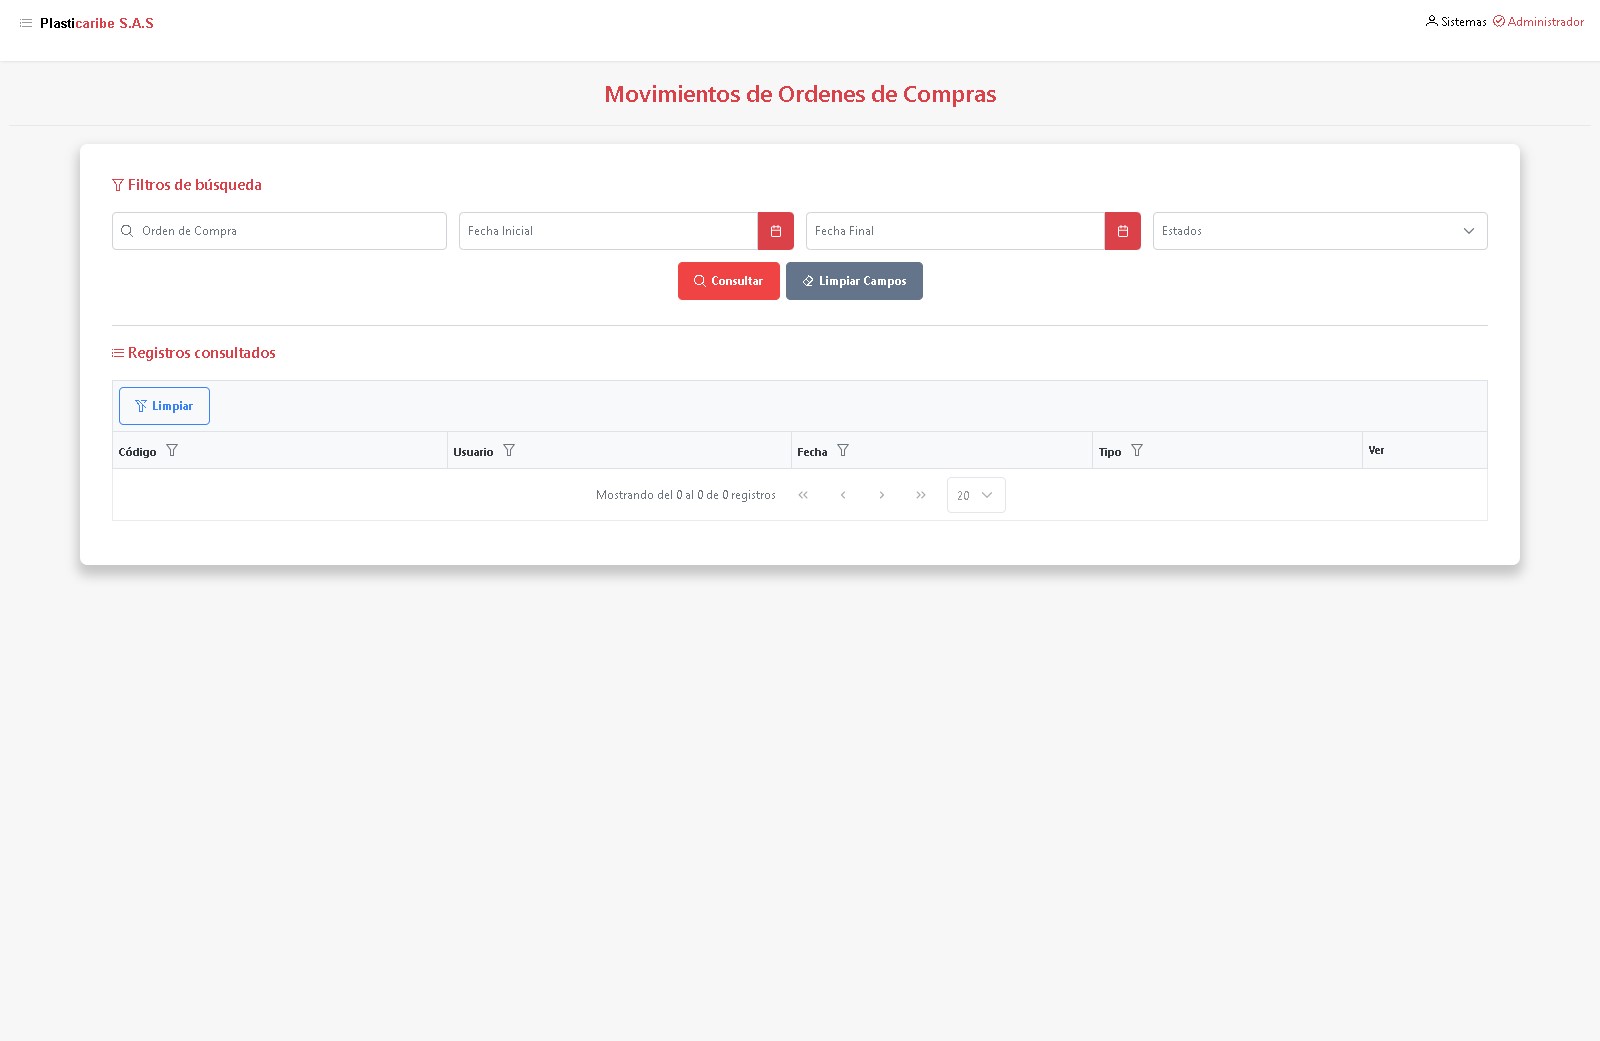 Plasticaribe S.A.S
Sistemas Administrador
Movimientos de Ordenes de Compras
Filtros de búsqueda
Orden de Compra Fecha Inicial Fecha Final Estados
Consultar Limpiar Campos
Registros consultados
Limpiar
Código Usuario Fecha Tipo Ver
Mostrando del 0 al 0 de 0 registros 20